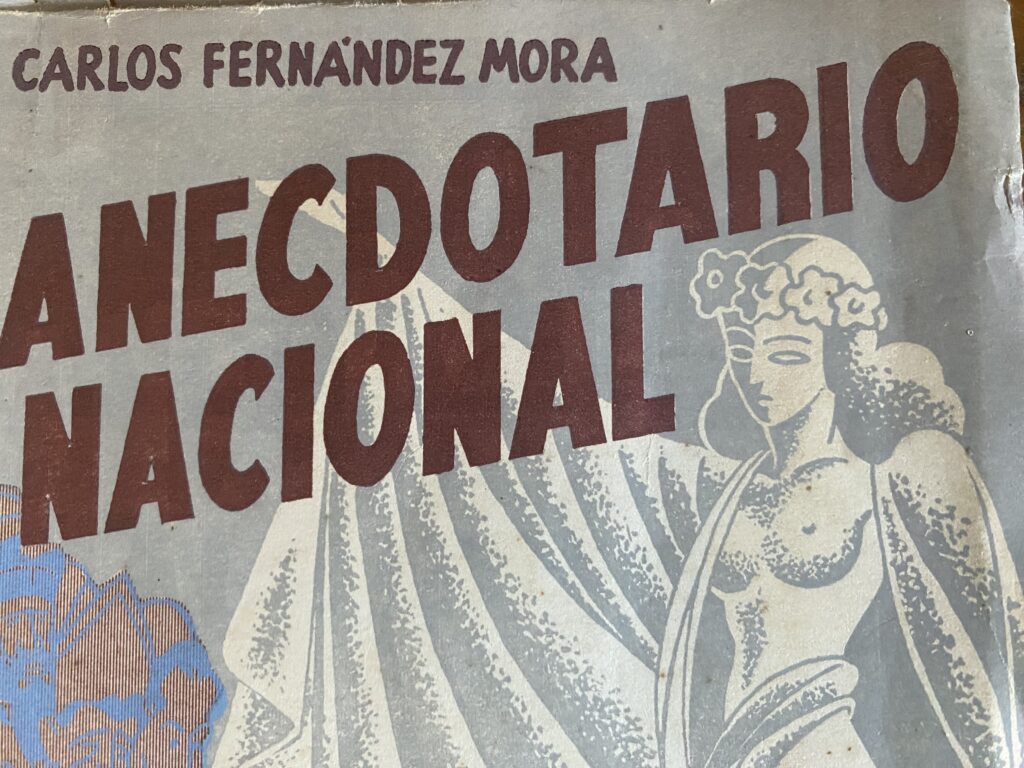 CARLOS FERNÁNDEZ MORA
ANECDOTARIO
NACIONAL